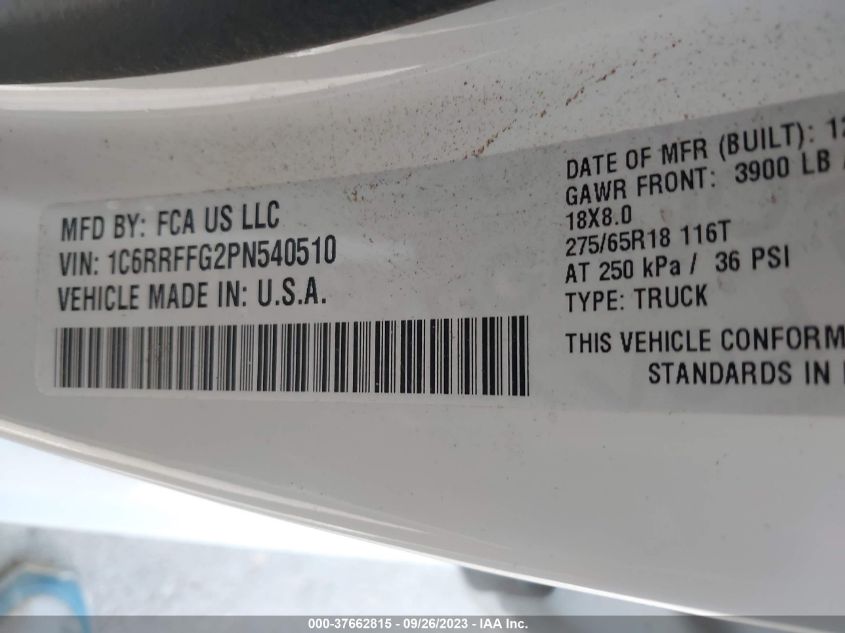 MFD BY: FCA US LLC
VIN: 1C6RRFFG2PN540510
VEHICLE MADE IN: U.S.A.
DATE OF MFR (BUILT): 12
GAWR FRONT: 3900 LB
18X8.0
275/65R18 116T
AT 250 kPa / 36 PSI
TYPE: TRUCK
THIS VEHICLE CONFORM
STANDARDS IN
000-37662815 - 09/26/2023 - IAA Inc.